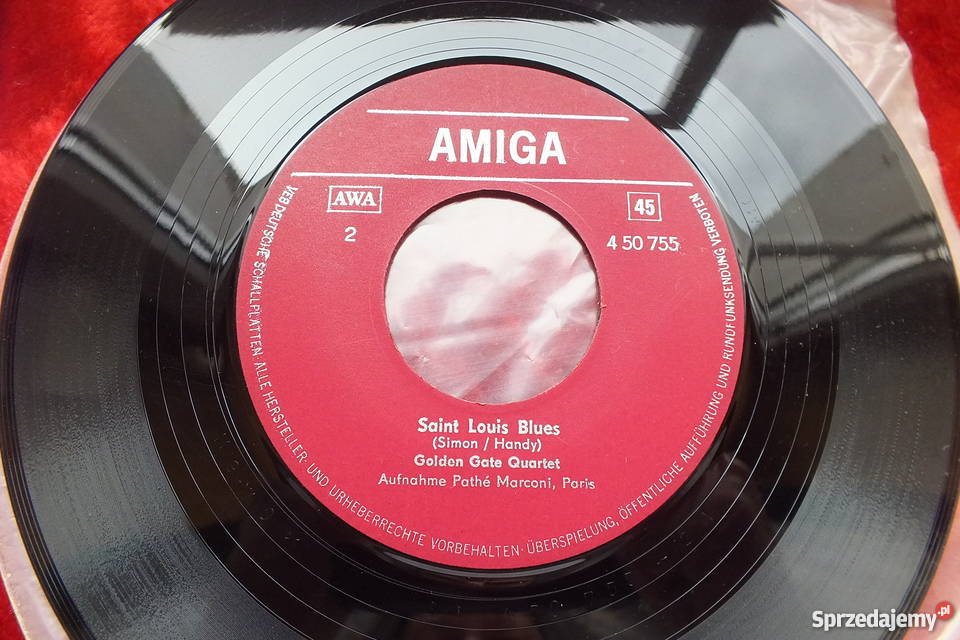 AMIGA
AWA
45
2
4 50 755
Saint Louis Blues
(Simon / Handy)
Golden Gate Quartet
Aufnahme Pathé Marconi, Paris
VEB DEUTSCHE SCHALLPLATTEN · ALLE HERSTELLER- UND URHEBERRECHTE VORBEHALTEN · ÜBERSPIELUNG, ÖFFENTLICHE AUFFÜHRUNG UND RUNDFUNKSENDUNG VERBOTEN
Sprzedajemy.pl